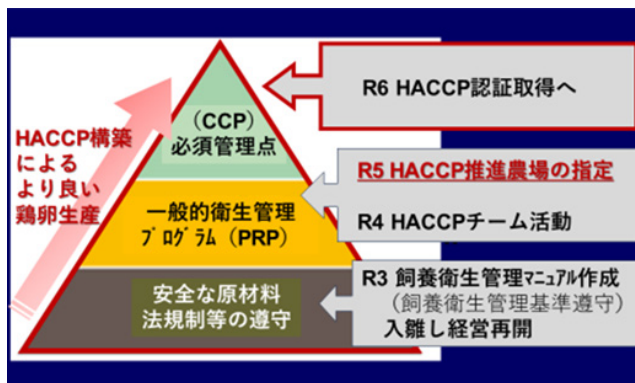 HACCP構築
による
より良い
鶏卵生産
(CCP)
必須管理点
一般的衛生管理
プログラム(PRP)
安全な原材料
法規制等の遵守
R6 HACCP認証取得へ
R5 HACCP推進農場の指定
R4 HACCPチーム活動
R3 飼養衛生管理マニュアル作成
(飼養衛生管理基準遵守)
入雛し経営再開